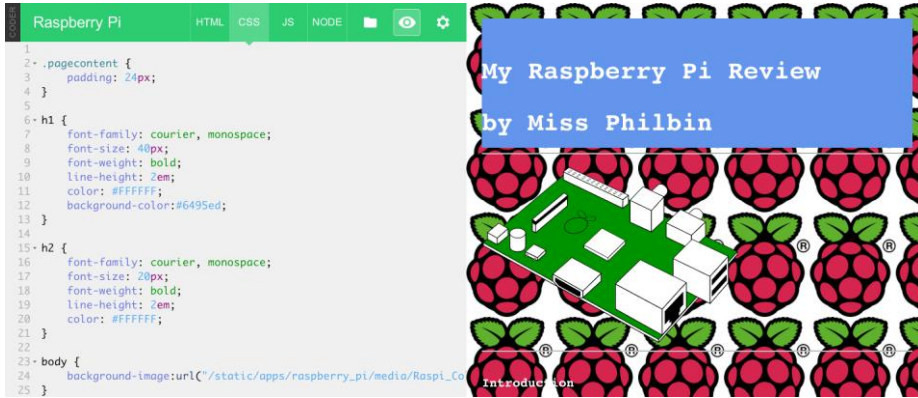 CODER
Raspberry Pi HTML CSS JS NODE
1
2 .pagecontent {
3 padding: 24px;
4 }
5
6 h1 {
7 font-family: courier, monospace;
8 font-size: 40px;
9 font-weight: bold;
10 line-height: 2em;
11 color: #FFFFFF;
12 background-color:#6495ed;
13 }
14
15 h2 {
16 font-family: courier, monospace;
17 font-size: 20px;
18 font-weight: bold;
19 line-height: 2em;
20 color: #FFFFFF;
21 }
22
23 body {
24 background-image:url("/static/apps/raspberry_pi/media/Raspi_Co
25 }
My Raspberry Pi Review
by Miss Philbin
®
®
®
®
Introduction